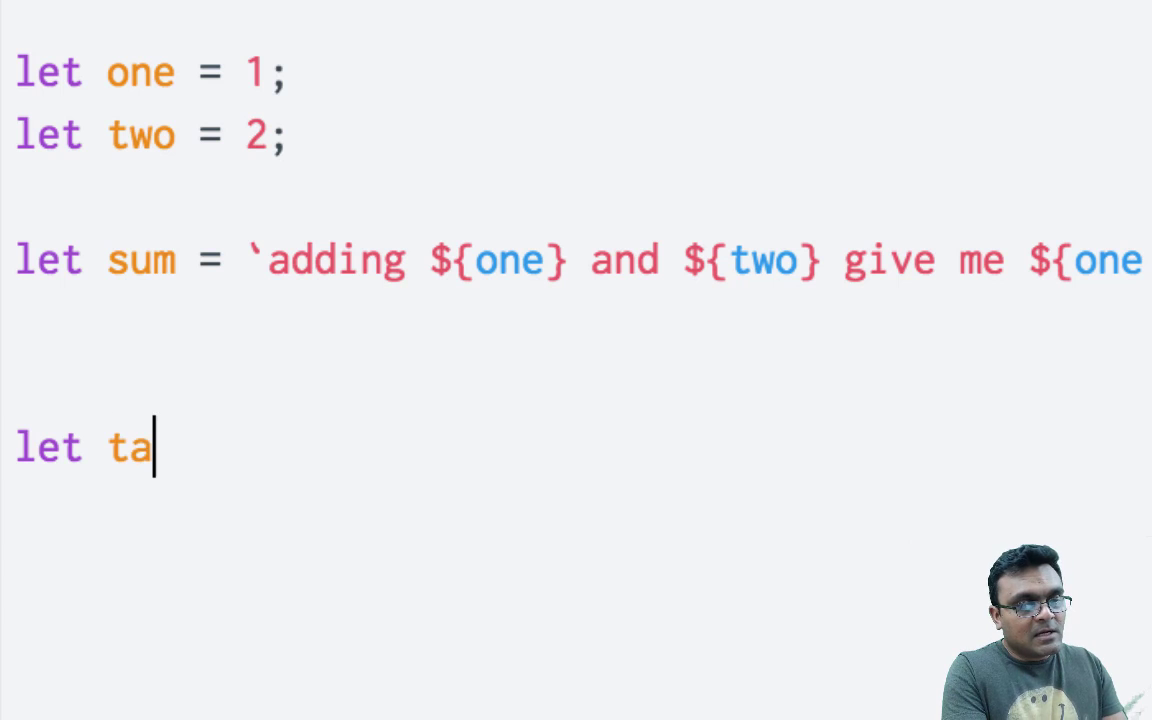 let one = 1;
let two = 2;
let sum = `adding ${one} and ${two} give me ${one
let ta